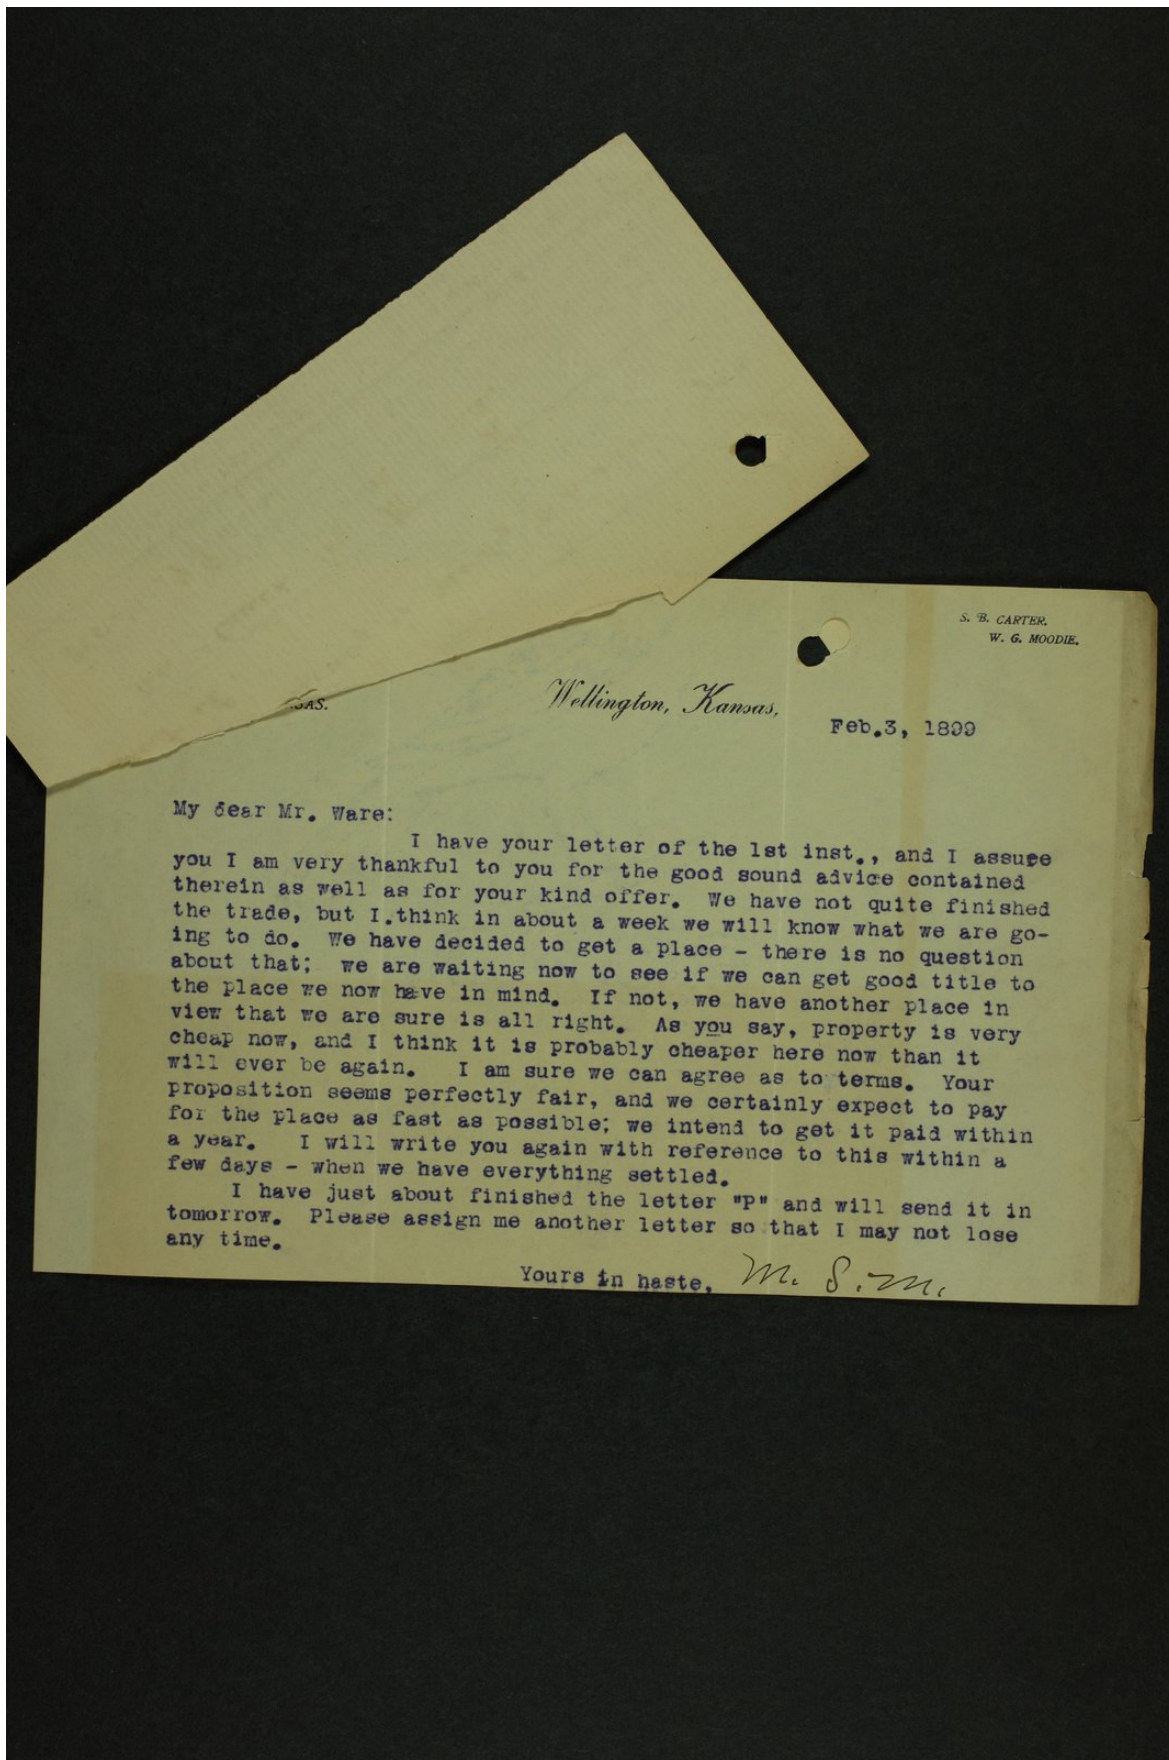 S. B. CARTER.
W. G. MOODIE.
SAS.
Wellington, Kansas,
Feb.3, 1899
My dear Mr. Ware:
I have your letter of the 1st inst., and I assure
you I am very thankful to you for the good sound advice contained
therein as well as for your kind offer. We have not quite finished
the trade, but I.think in about a week we will know what we are go-
ing to do. We have decided to get a place - there is no question
about that; we are waiting now to see if we can get good title to
the place we now have in mind. If not, we have another place in
view that we are sure is all right. As you say, property is very
cheap now, and I think it is probably cheaper here now than it
will ever be again. I am sure we can agree as to terms. Your
proposition seems perfectly fair, and we certainly expect to pay
for the place as fast as possible; we intend to get it paid within
a year. I will write you again with reference to this within a
few days - when we have everything settled.
I have just about finished the letter "P" and will send it in
tomorrow. Please assign me another letter so that I may not lose
any time.
Yours in haste, M. S. M.